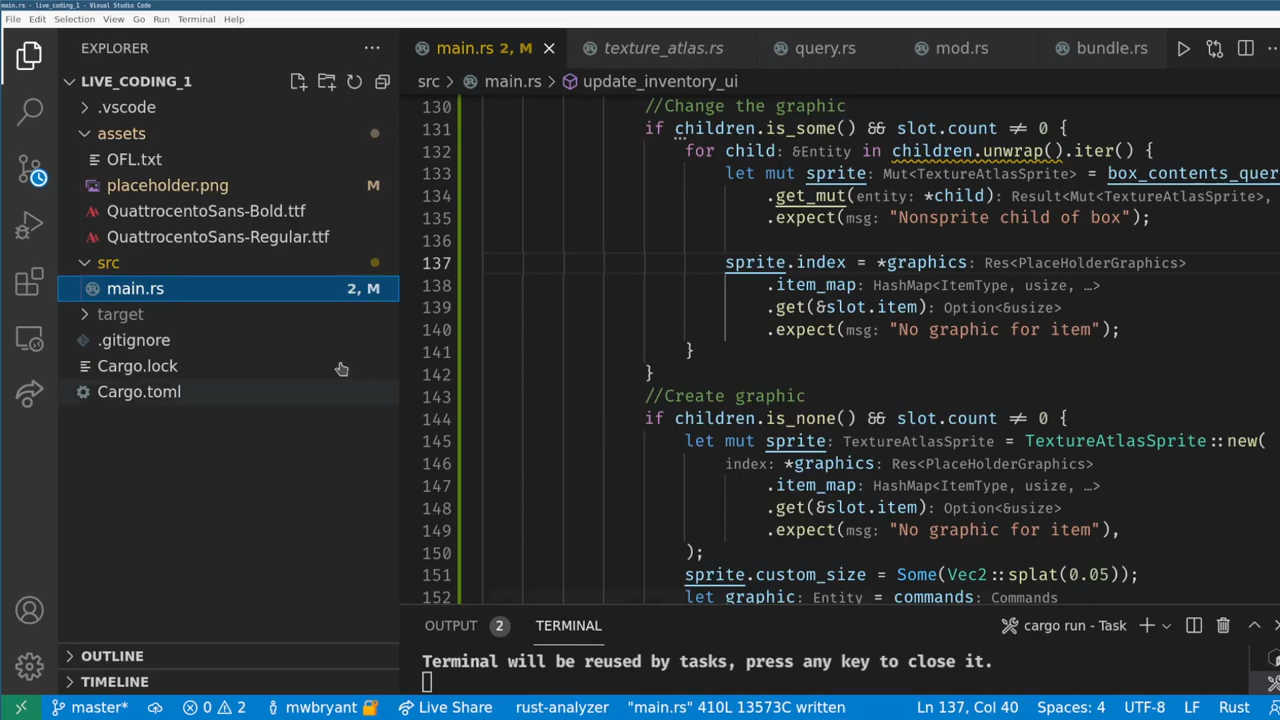 main.rs - live_coding_1 - Visual Studio Code
File Edit Selection View Go Run Terminal Help
EXPLORER
LIVE_CODING_1
.vscode
assets
OFL.txt
placeholder.png M
QuattrocentoSans-Bold.ttf
QuattrocentoSans-Regular.ttf
src
main.rs 2, M
target
.gitignore
Cargo.lock
Cargo.toml
OUTLINE
TIMELINE
main.rs 2, M texture_atlas.rs query.rs mod.rs bundle.rs
src > main.rs > update_inventory_ui
130 //Change the graphic
131 if children.is_some() && slot.count ≠ 0 {
132 for child: &Entity in children.unwrap().iter() {
133 let mut sprite: Mut<TextureAtlasSprite> = box_contents_quer
134 .get_mut(entity: *child): Result<Mut<TextureAtlasSprite>,
135 .expect(msg: "Nonsprite child of box");
136
137 sprite.index = *graphics: Res<PlaceHolderGraphics>
138 .item_map: HashMap<ItemType, usize, …>
139 .get(&slot.item): Option<&usize>
140 .expect(msg: "No graphic for item");
141 }
142 }
143 //Create graphic
144 if children.is_none() && slot.count ≠ 0 {
145 let mut sprite: TextureAtlasSprite = TextureAtlasSprite::new(
146 index: *graphics: Res<PlaceHolderGraphics>
147 .item_map: HashMap<ItemType, usize, …>
148 .get(&slot.item): Option<&usize>
149 .expect(msg: "No graphic for item"),
150 );
151 sprite.custom_size = Some(Vec2::splat(0.05));
152 let graphic: Entity = commands: Commands
OUTPUT 2 TERMINAL cargo run - Task
Terminal will be reused by tasks, press any key to close it.
master* 0 2 mwbryant Live Share rust-analyzer "main.rs" 410L 13573C written Ln 137, Col 40 Spaces: 4 UTF-8 LF Rust